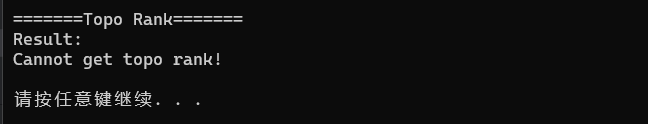 =======Topo Rank=======
Result:
Cannot get topo rank!
请按任意键继续. . .